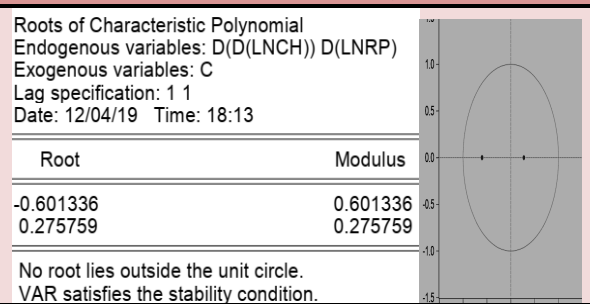 Roots of Characteristic Polynomial
Endogenous variables: D(D(LNCH)) D(LNRP)
Exogenous variables: C
Lag specification: 1 1
Date: 12/04/19 Time: 18:13
Root Modulus
-0.601336 0.601336
0.275759 0.275759
No root lies outside the unit circle.
VAR satisfies the stability condition.
1.0
0.5
0.0
-0.5
-1.0
-1.5